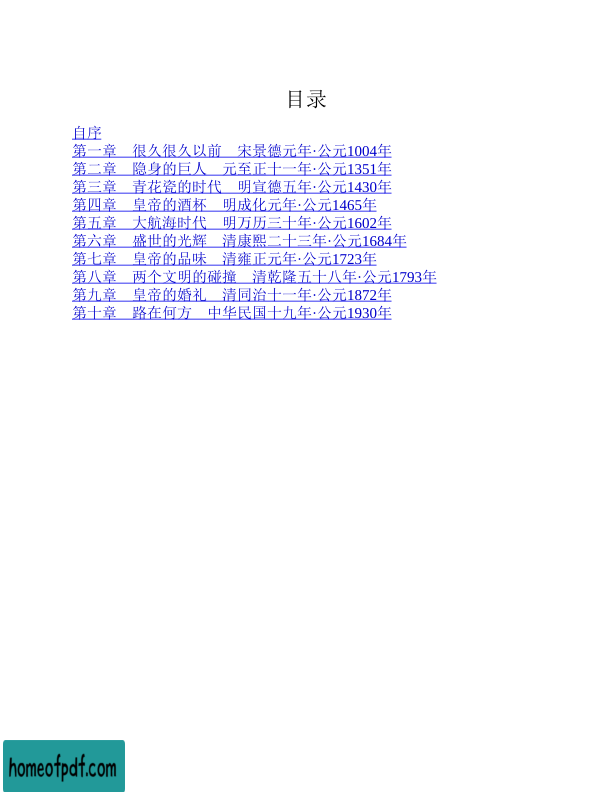 目录
自序
第一章　很久很久以前　宋景德元年·公元1004年
第二章　隐身的巨人　元至正十一年·公元1351年
第三章　青花瓷的时代　明宣德五年·公元1430年
第四章　皇帝的酒杯　明成化元年·公元1465年
第五章　大航海时代　明万历三十年·公元1602年
第六章　盛世的光辉　清康熙二十三年·公元1684年
第七章　皇帝的品味　清雍正元年·公元1723年
第八章　两个文明的碰撞　清乾隆五十八年·公元1793年
第九章　皇帝的婚礼　清同治十一年·公元1872年
第十章　路在何方　中华民国十九年·公元1930年
homeofpdf.com